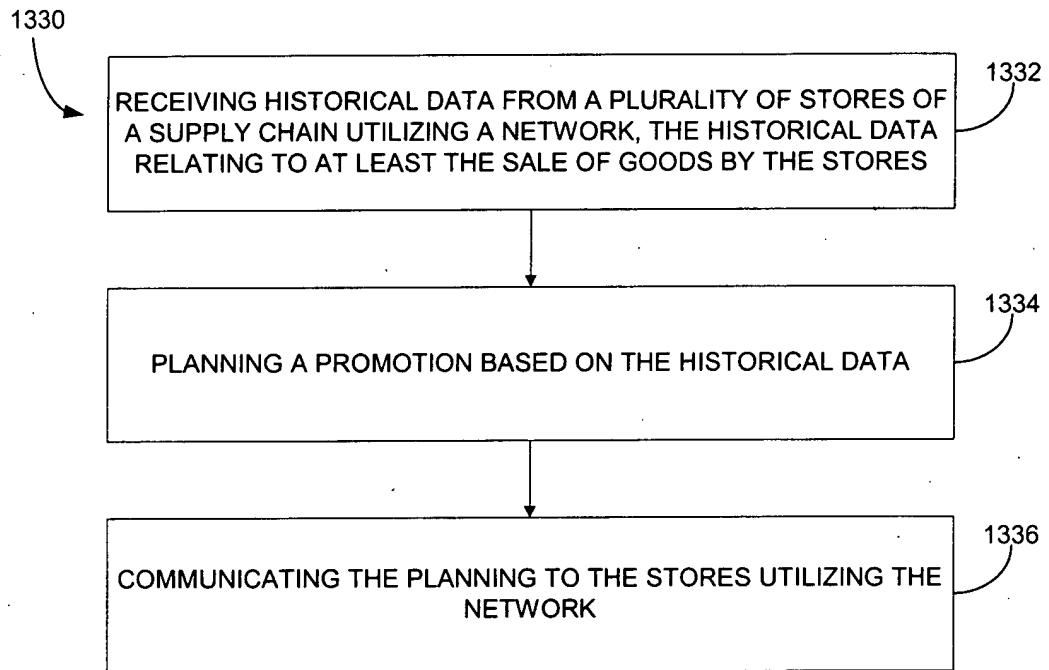 1330
1332
RECEIVING HISTORICAL DATA FROM A PLURALITY OF STORES OF
A SUPPLY CHAIN UTILIZING A NETWORK, THE HISTORICAL DATA
RELATING TO AT LEAST THE SALE OF GOODS BY THE STORES
1334
PLANNING A PROMOTION BASED ON THE HISTORICAL DATA
1336
COMMUNICATING THE PLANNING TO THE STORES UTILIZING THE
NETWORK